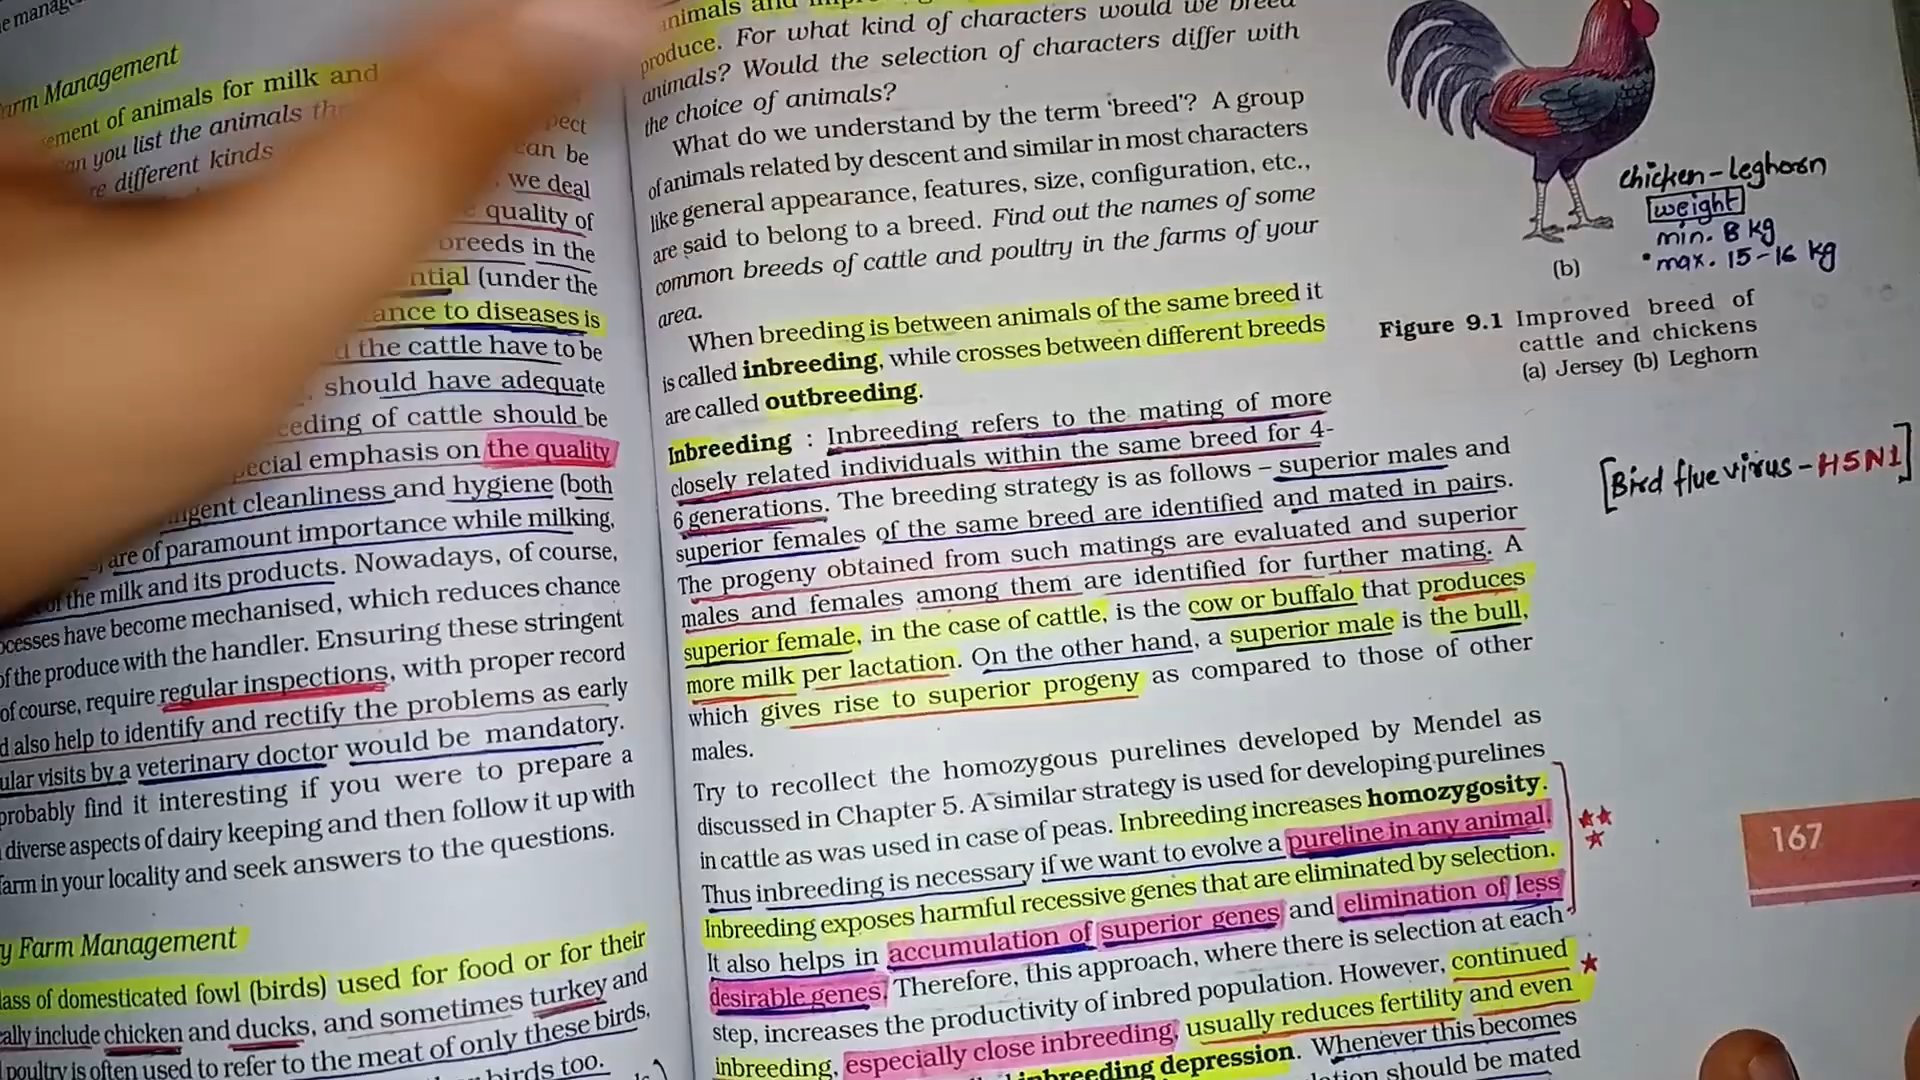 arm Management
ement of animals for milk and
an you list the animals
re different kinds
pect
can be
we deal
quality of
breeds in the
ntial (under the
ance to diseases is
the cattle have to be
should have adequate
eding of cattle should be
ecial emphasis on the quality
ngent cleanliness and hygiene (both
are of paramount importance while milking,
of the milk and its products. Nowadays, of course,
ocesses have become mechanised, which reduces chance
of the produce with the handler. Ensuring these stringent
of course, require regular inspections, with proper record
d also help to identify and rectify the problems as early
ular visits by a veterinary doctor would be mandatory.
probably find it interesting if you were to prepare a
diverse aspects of dairy keeping and then follow it up with
farm in your locality and seek answers to the questions.
y Farm Management
lass of domesticated fowl (birds) used for food or for their
ally include chicken and ducks, and sometimes turkey and
poultry is often used to refer to the meat of only these birds,
birds too.
animals and
produce. For what kind of characters would we breed
animals? Would the selection of characters differ with
the choice of animals?
What do we understand by the term 'breed'? A group
of animals related by descent and similar in most characters
like general appearance, features, size, configuration, etc.,
are said to belong to a breed. Find out the names of some
common breeds of cattle and poultry in the farms of your
area.
When breeding is between animals of the same breed it
is called inbreeding, while crosses between different breeds
are called outbreeding.
Inbreeding : Inbreeding refers to the mating of more
closely related individuals within the same breed for 4-
6 generations. The breeding strategy is as follows – superior males and
superior females of the same breed are identified and mated in pairs.
The progeny obtained from such matings are evaluated and superior
males and females among them are identified for further mating. A
superior female, in the case of cattle, is the cow or buffalo that produces
more milk per lactation. On the other hand, a superior male is the bull,
which gives rise to superior progeny as compared to those of other
males.
Try to recollect the homozygous purelines developed by Mendel as
discussed in Chapter 5. A similar strategy is used for developing purelines
in cattle as was used in case of peas. Inbreeding increases homozygosity.
Thus inbreeding is necessary if we want to evolve a pureline in any animal.
Inbreeding exposes harmful recessive genes that are eliminated by selection.
It also helps in accumulation of superior genes and elimination of less
desirable genes. Therefore, this approach, where there is selection at each
step, increases the productivity of inbred population. However, continued
inbreeding, especially close inbreeding, usually reduces fertility and even
inbreeding depression. Whenever this becomes
should be mated
chicken-leghorn
weight
min. 8 kg
max. 15-16 kg
(b)
Figure 9.1 Improved breed of
cattle and chickens
(a) Jersey (b) Leghorn
[Bird flue virus - H5N1]
167